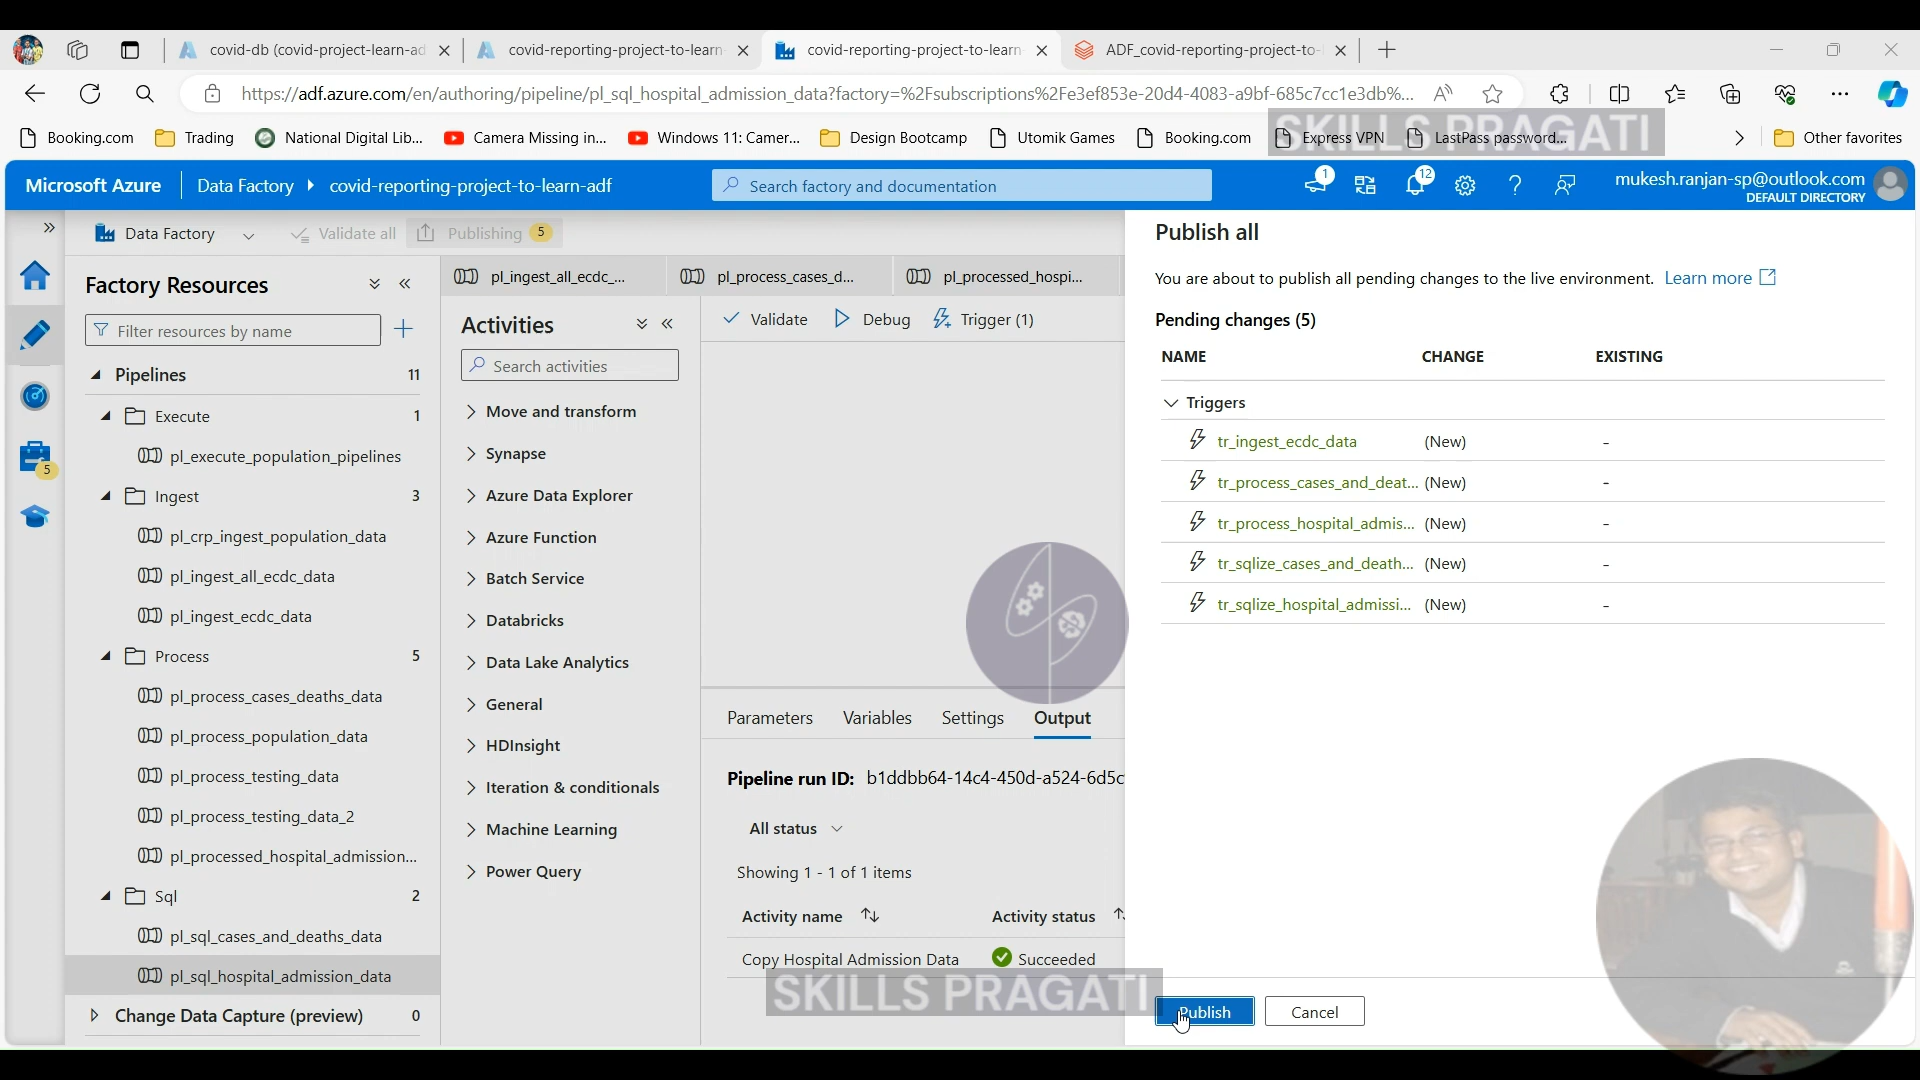 covid-db (covid-project-learn-ad
covid-reporting-project-to-learn-
covid-reporting-project-to-learn-
ADF_covid-reporting-project-to-l
https://adf.azure.com/en/authoring/pipeline/pl_sql_hospital_admission_data?factory=%2Fsubscriptions%2Fe3ef853e-20d4-4083-a9bf-685c7cc1e3db%...
Booking.com
Trading
National Digital Lib...
Camera Missing in...
Windows 11: Camer...
Design Bootcamp
Utomik Games
Booking.com
Express VPN
LastPass password...
Other favorites
SKILLS PRAGATI
Microsoft Azure
Data Factory
covid-reporting-project-to-learn-adf
Search factory and documentation
1
12
mukesh.ranjan-sp@outlook.com
DEFAULT DIRECTORY
Data Factory
Validate all
Publishing 5
Factory Resources
Filter resources by name
Pipelines 11
Execute 1
pl_execute_population_pipelines
Ingest 3
pl_crp_ingest_population_data
pl_ingest_all_ecdc_data
pl_ingest_ecdc_data
Process 5
pl_process_cases_deaths_data
pl_process_population_data
pl_process_testing_data
pl_process_testing_data_2
pl_processed_hospital_admission...
Sql 2
pl_sql_cases_and_deaths_data
pl_sql_hospital_admission_data
Change Data Capture (preview) 0
5
pl_ingest_all_ecdc_...
pl_process_cases_d...
pl_processed_hospi...
Activities
Search activities
Move and transform
Synapse
Azure Data Explorer
Azure Function
Batch Service
Databricks
Data Lake Analytics
General
HDInsight
Iteration & conditionals
Machine Learning
Power Query
Validate
Debug
Trigger (1)
Parameters
Variables
Settings
Output
Pipeline run ID: b1ddbb64-14c4-450d-a524-6d5c
All status
Showing 1 - 1 of 1 items
Activity name
Activity status
Copy Hospital Admission Data
Succeeded
SKILLS PRAGATI
Publish all
You are about to publish all pending changes to the live environment. Learn more
Pending changes (5)
NAME CHANGE EXISTING
Triggers
tr_ingest_ecdc_data (New) -
tr_process_cases_and_deat... (New) -
tr_process_hospital_admis... (New) -
tr_sqlize_cases_and_death... (New) -
tr_sqlize_hospital_admissi... (New) -
Publish
Cancel